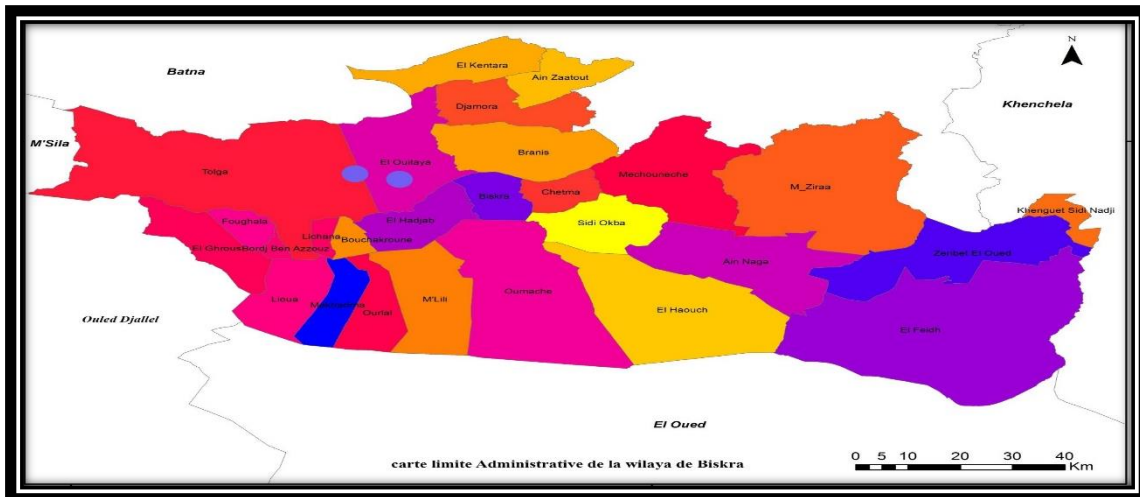 N
El Kentara
Batna
Ain Zaatout
Khenchela
Djamora
M'Sila
Branis
El Outaya
Tolga
Mechouneche
M_Ziraa
Biskra
Chetma
Khenguet Sidi Nadji
Foughala
El Hadjab
Sidi Okba
Lichana
Bouchakroune
El Ghrous
Bordj Ben Azzouz
Zeribet El Oued
Ain Naga
Lioua
M'Lili
Oumache
Ourlal
El Haouch
Ouled Djallel
El Feidh
El Oued
carte limite Administrative de la wilaya de Biskra
0 5 10 20 30 40
Km